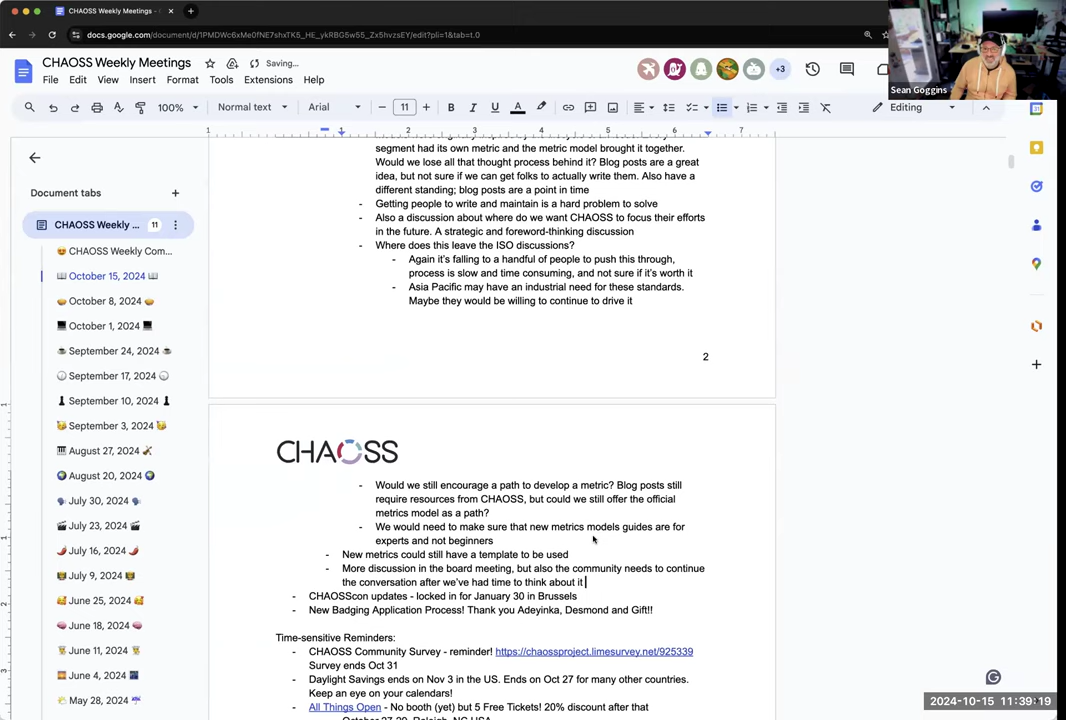 CHAOSS Weekly Meetings -
docs.google.com/document/d/1PMDWc6xMe0fNE7shxTK5_HE_ykRBG5w55_Zx5hvzsEY/edit?pli=1&tab=t.0
CHAOSS Weekly Meetings
Saving...
File Edit View Insert Format Tools Extensions Help
+3
Sean Goggins
100% Normal text Arial 11 Editing
1 1 2 3 4 5 6 7
Document tabs
CHAOSS Weekly ... 11
CHAOSS Weekly Com...
October 15, 2024
October 8, 2024
October 1, 2024
September 24, 2024
September 17, 2024
September 10, 2024
September 3, 2024
August 27, 2024
August 20, 2024
July 30, 2024
July 23, 2024
July 16, 2024
July 9, 2024
June 25, 2024
June 18, 2024
June 11, 2024
June 4, 2024
May 28, 2024
segment had its own metric and the metric model brought it together.
Would we lose all that thought process behind it? Blog posts are a great
idea, but not sure if we can get folks to actually write them. Also have a
different standing; blog posts are a point in time
- Getting people to write and maintain is a hard problem to solve
- Also a discussion about where do we want CHAOSS to focus their efforts
in the future. A strategic and foreword-thinking discussion
- Where does this leave the ISO discussions?
- Again it's falling to a handful of people to push this through,
process is slow and time consuming, and not sure if it's worth it
- Asia Pacific may have an industrial need for these standards.
Maybe they would be willing to continue to drive it
2
CHAOSS
- Would we still encourage a path to develop a metric? Blog posts still
require resources from CHAOSS, but could we still offer the official
metrics model as a path?
- We would need to make sure that new metrics models guides are for
experts and not beginners
- New metrics could still have a template to be used
- More discussion in the board meeting, but also the community needs to continue
the conversation after we've had time to think about it
- CHAOSScon updates - locked in for January 30 in Brussels
- New Badging Application Process! Thank you Adeyinka, Desmond and Gift!!
Time-sensitive Reminders:
- CHAOSS Community Survey - reminder! https://chaossproject.limesurvey.net/925339
Survey ends Oct 31
- Daylight Savings ends on Nov 3 in the US. Ends on Oct 27 for many other countries.
Keep an eye on your calendars!
- All Things Open - No booth (yet) but 5 Free Tickets! 20% discount after that
October 27-29, Raleigh, NC USA
2024-10-15 11:39:19